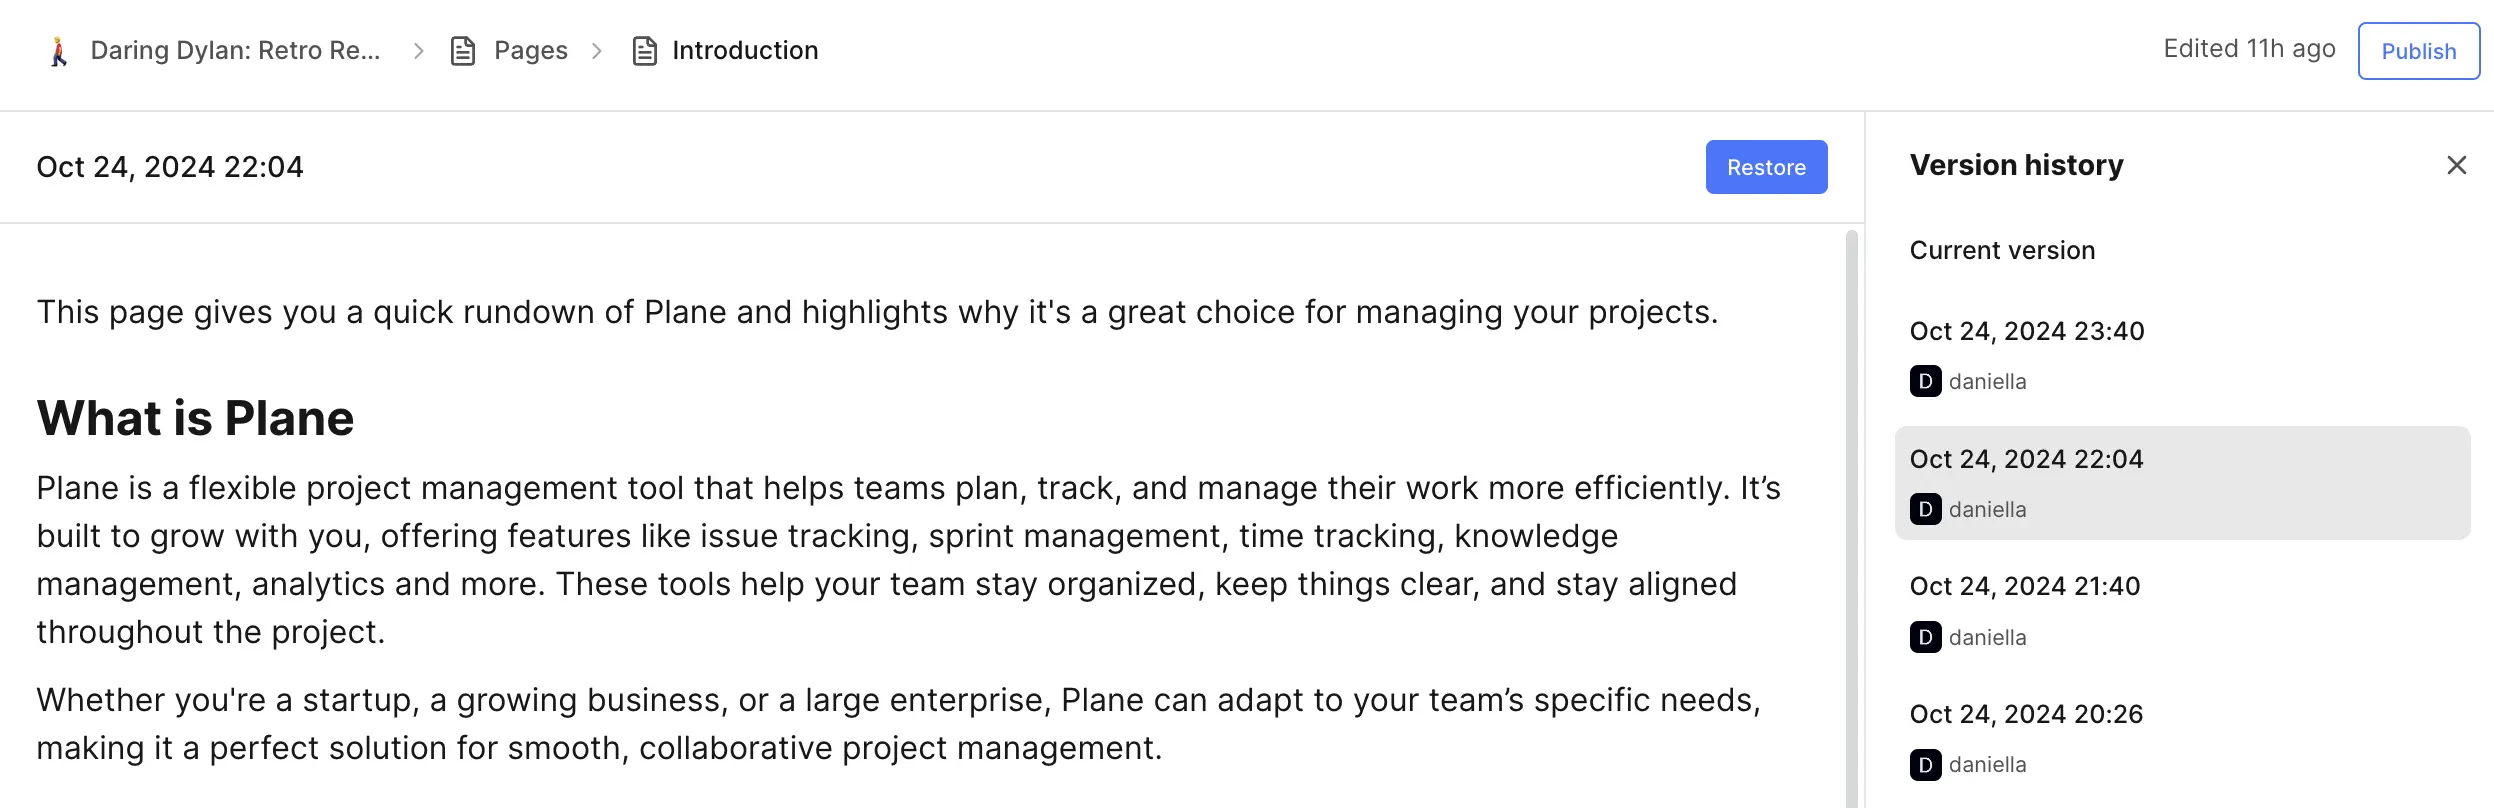 Daring Dylan: Retro Re...
Pages
Introduction
Edited 11h ago
Publish
Oct 24, 2024 22:04
Restore
This page gives you a quick rundown of Plane and highlights why it's a great choice for managing your projects.
What is Plane
Plane is a flexible project management tool that helps teams plan, track, and manage their work more efficiently. It’s
built to grow with you, offering features like issue tracking, sprint management, time tracking, knowledge
management, analytics and more. These tools help your team stay organized, keep things clear, and stay aligned
throughout the project.
Whether you're a startup, a growing business, or a large enterprise, Plane can adapt to your team’s specific needs,
making it a perfect solution for smooth, collaborative project management.
Version history
Current version
Oct 24, 2024 23:40
D daniella
Oct 24, 2024 22:04
D daniella
Oct 24, 2024 21:40
D daniella
Oct 24, 2024 20:26
D daniella